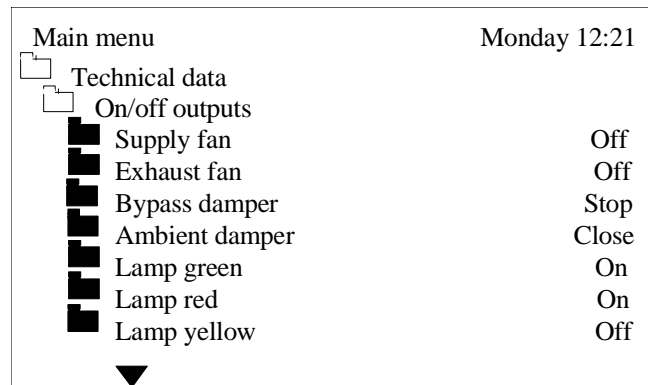 Main menu Monday 12:21
Technical data
On/off outputs
Supply fan Off
Exhaust fan Off
Bypass damper Stop
Ambient damper Close
Lamp green On
Lamp red On
Lamp yellow Off